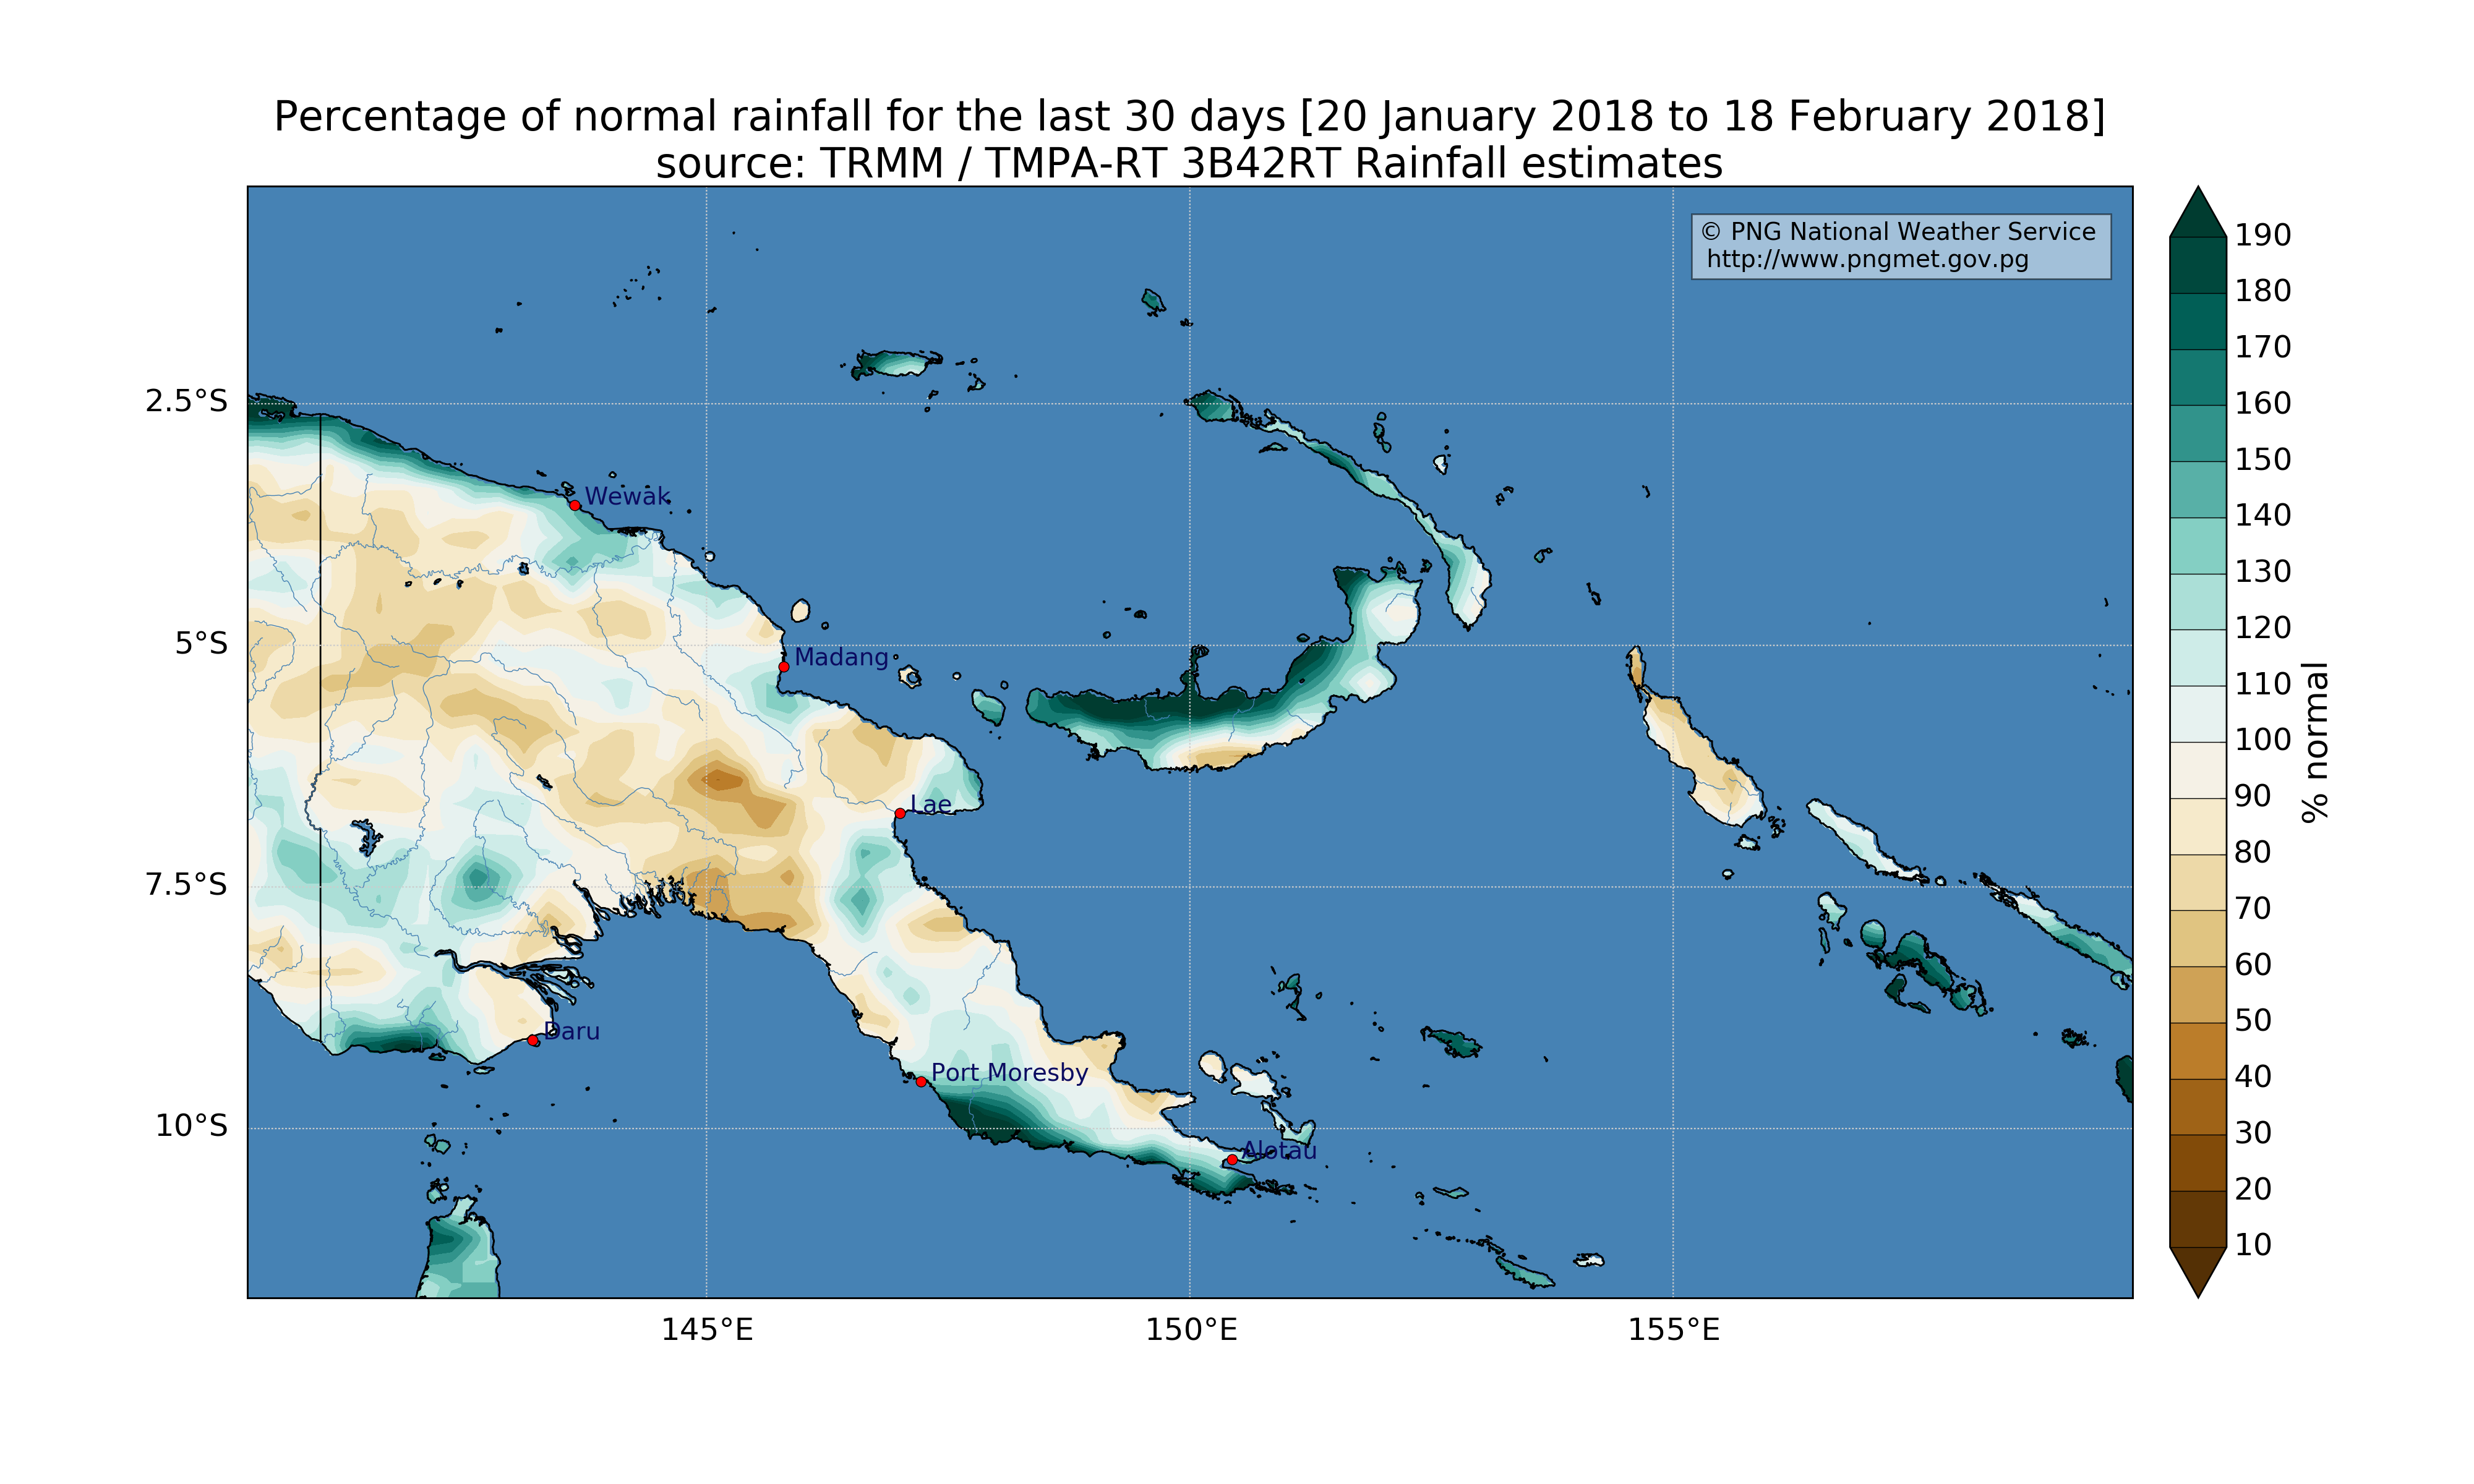 Percentage of normal rainfall for the last 30 days [20 January 2018 to 18 February 2018]
source: TRMM / TMPA-RT 3B42RT Rainfall estimates
© PNG National Weather Service
http://www.pngmet.gov.pg
2.5°S
5°S
7.5°S
10°S
145°E
150°E
155°E
Wewak
Madang
Lae
Daru
Port Moresby
Alotau
190
180
170
160
150
140
130
120
110
100
90
80
70
60
50
40
30
20
10
% normal